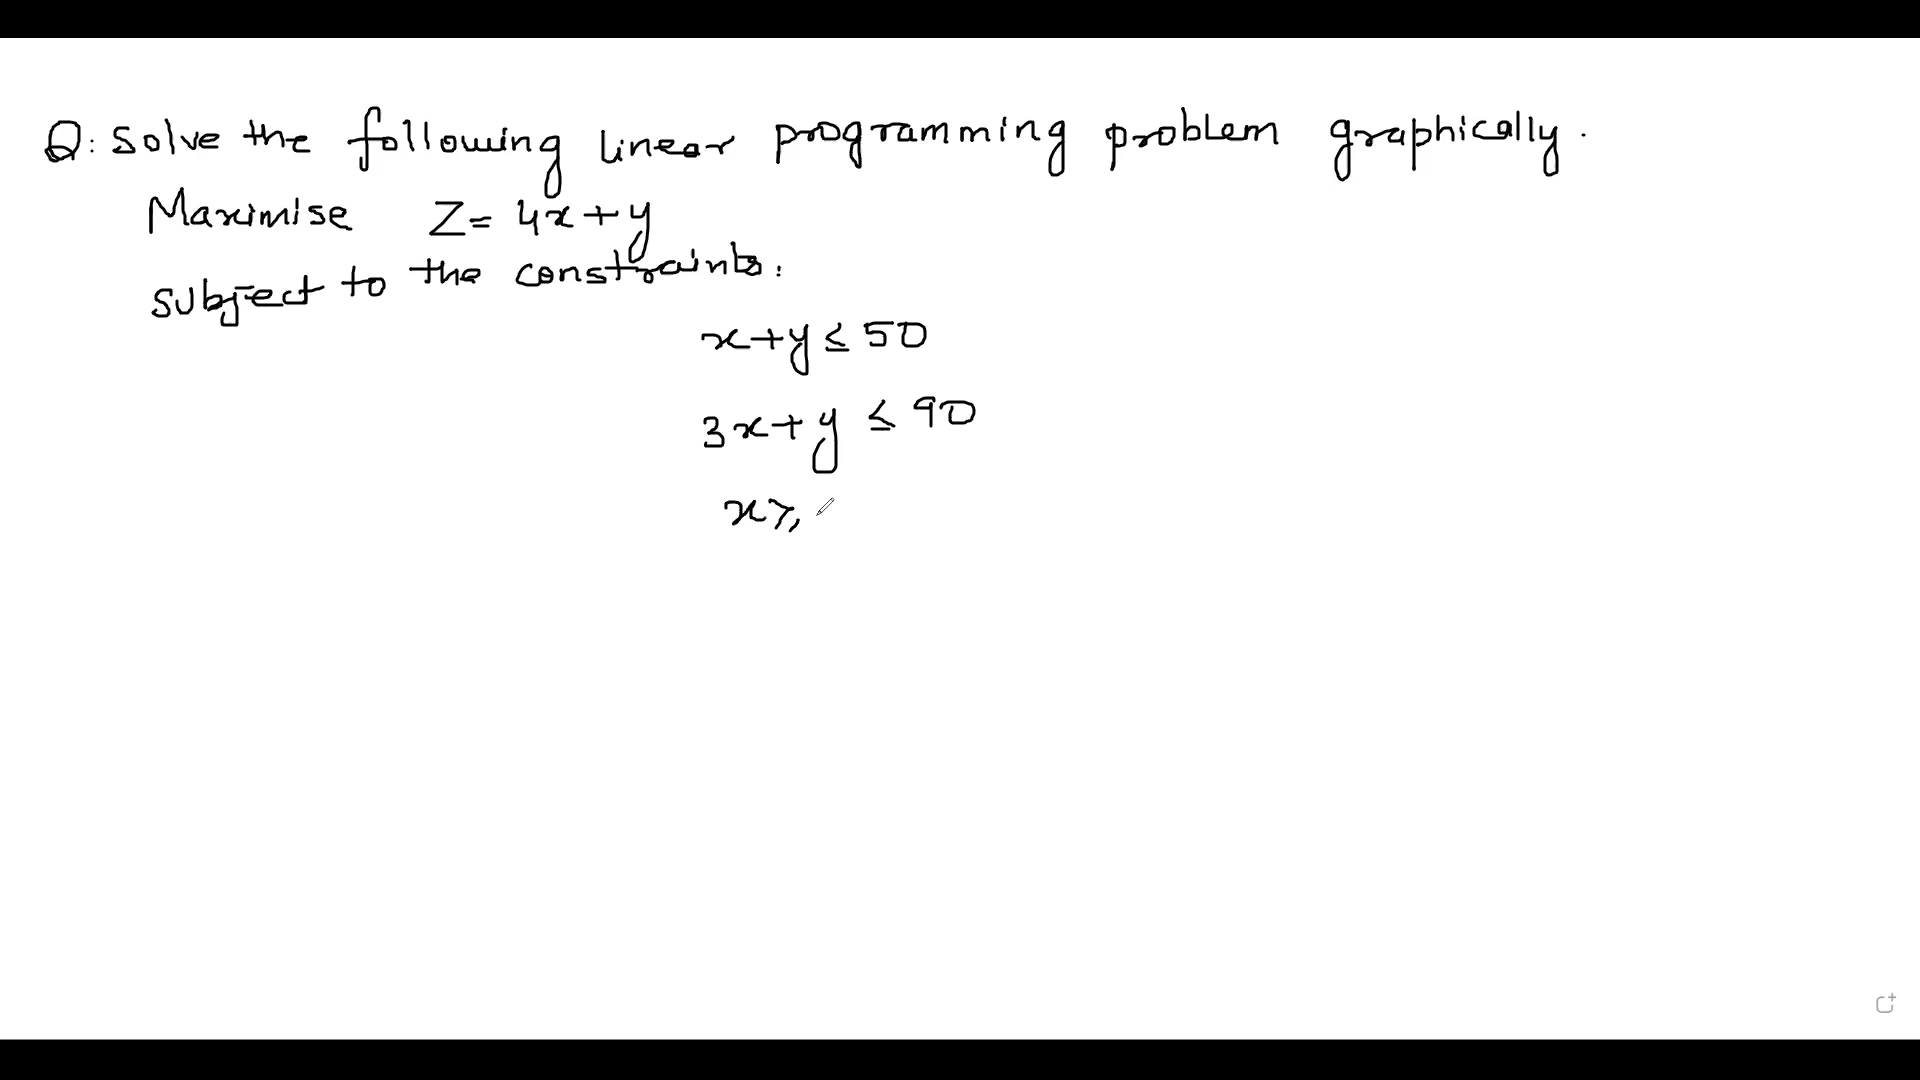 Q: Solve the following linear programming problem graphically.
Maximise Z = 4x + y
subject to the constraints.
x + y ≤ 50
3x + y ≤ 90
x ≥